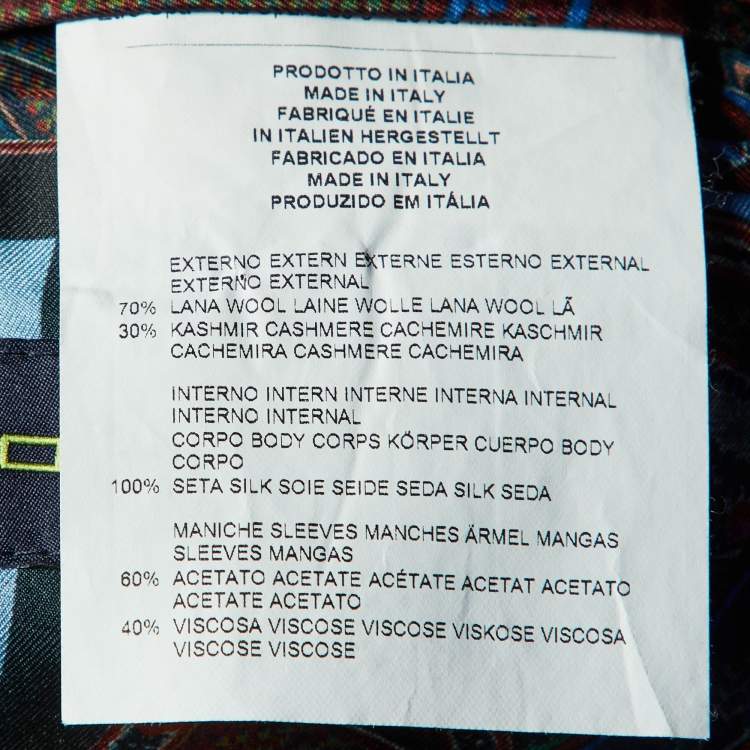 PRODOTTO IN ITALIA
MADE IN ITALY
FABRIQUÉ EN ITALIE
IN ITALIEN HERGESTELLT
FABRICADO EN ITALIA
MADE IN ITALY
PRODUZIDO EM ITÁLIA
EXTERNO EXTERN EXTERNE ESTERNO EXTERNAL
EXTERNO EXTERNAL
70% LANA WOOL LAINE WOLLE LANA WOOL LÃ
30% KASHMIR CASHMERE CACHEMIRE KASCHMIR
CACHEMIRA CASHMERE CACHEMIRA
INTERNO INTERN INTERNE INTERNA INTERNAL
INTERNO INTERNAL
CORPO BODY CORPS KÖRPER CUERPO BODY
CORPO
100% SETA SILK SOIE SEIDE SEDA SILK SEDA
MANICHE SLEEVES MANCHES ÄRMEL MANGAS
SLEEVES MANGAS
60% ACETATO ACETATE ACÉTATE ACETAT ACETATO
ACETATE ACETATO
40% VISCOSA VISCOSE VISCOSE VISKOSE VISCOSA
VISCOSE VISCOSE